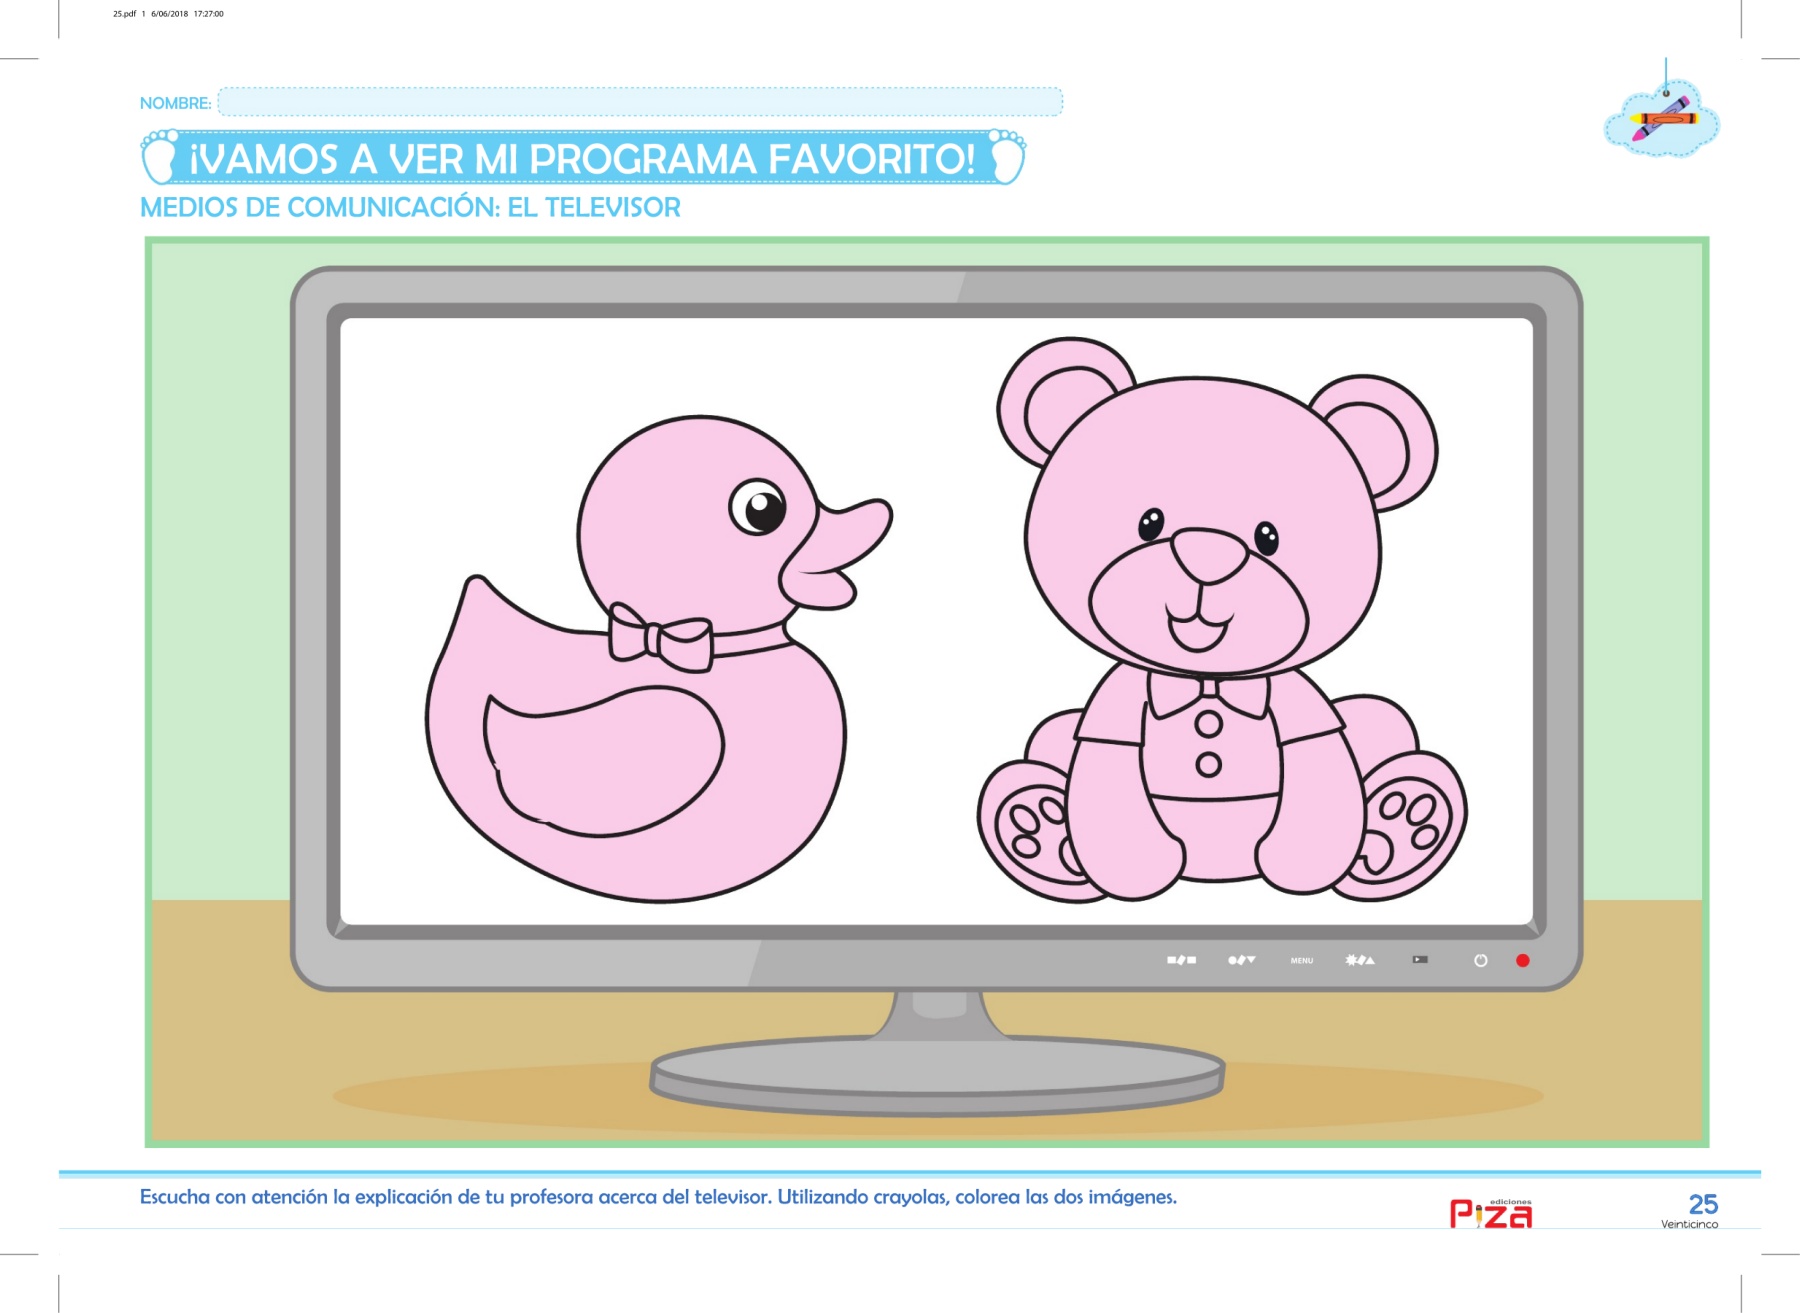 25.pdf 1 6/06/2018 17:27:00
NOMBRE:
¡VAMOS A VER MI PROGRAMA FAVORITO!
MEDIOS DE COMUNICACIÓN: EL TELEVISOR
MENU
Escucha con atención la explicación de tu profesora acerca del televisor. Utilizando crayolas, colorea las dos imágenes.
ediciones
Piza
25
Veinticinco